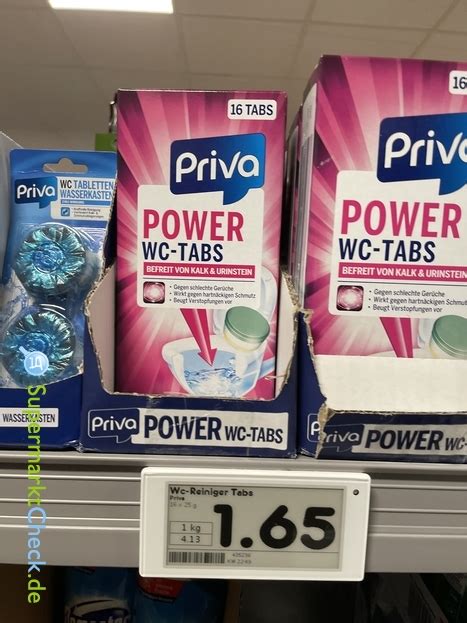 16 TABS
Priva
POWER
WC-TABS
BEFREIT VON KALK & URINSTEIN
Gegen schlechte Gerüche
Wirkt gegen hartnäckigen Schmutz
Beugt Verstopfungen vor
Priva POWER WC-TABS
16
Priva
POWER
WC-TABS
BEFREIT VON KALK & URINSTEIN
Gegen schlechte Gerüche
Wirkt gegen hartnäckigen Schmutz
Beugt Verstopfungen vor
POWER WC-TABS
Priva
WC TABLETTEN
WASSERKASTEN
WASSERKASTEN
Wc-Reiniger Tabs
Priva
1 kg
4.13
1.65
SupermarktCheck.de